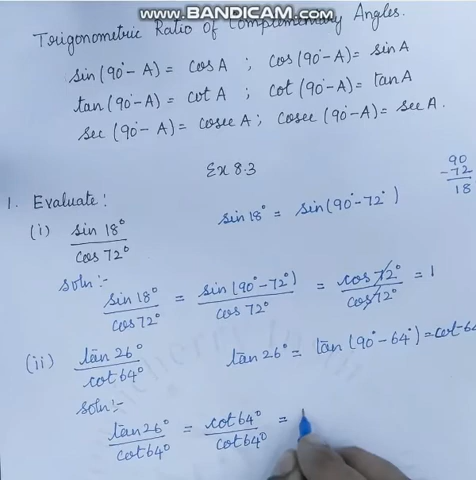 www.BANDICAM.com
Trigonometric Ratio of Complementary Angles.
sin (90° - A) = cos A ; cos (90° - A) = sin A
tan (90° - A) = cot A ; cot (90° - A) = tan A
sec (90° - A) = cosec A ; cosec (90° - A) = sec A.
Ex 8.3
90
- 72
18
1. Evaluate :
(i) sin 18° / cos 72°
sin 18° = sin (90° - 72°)
Soln :-
sin 18° / cos 72° = sin (90° - 72°) / cos 72° = cos 72° / cos 72° = 1
(ii) tan 26° / cot 64°
tan 26° = tan (90° - 64°) = cot 64
Soln :-
tan 26° / cot 64° = cot 64° / cot 64° =